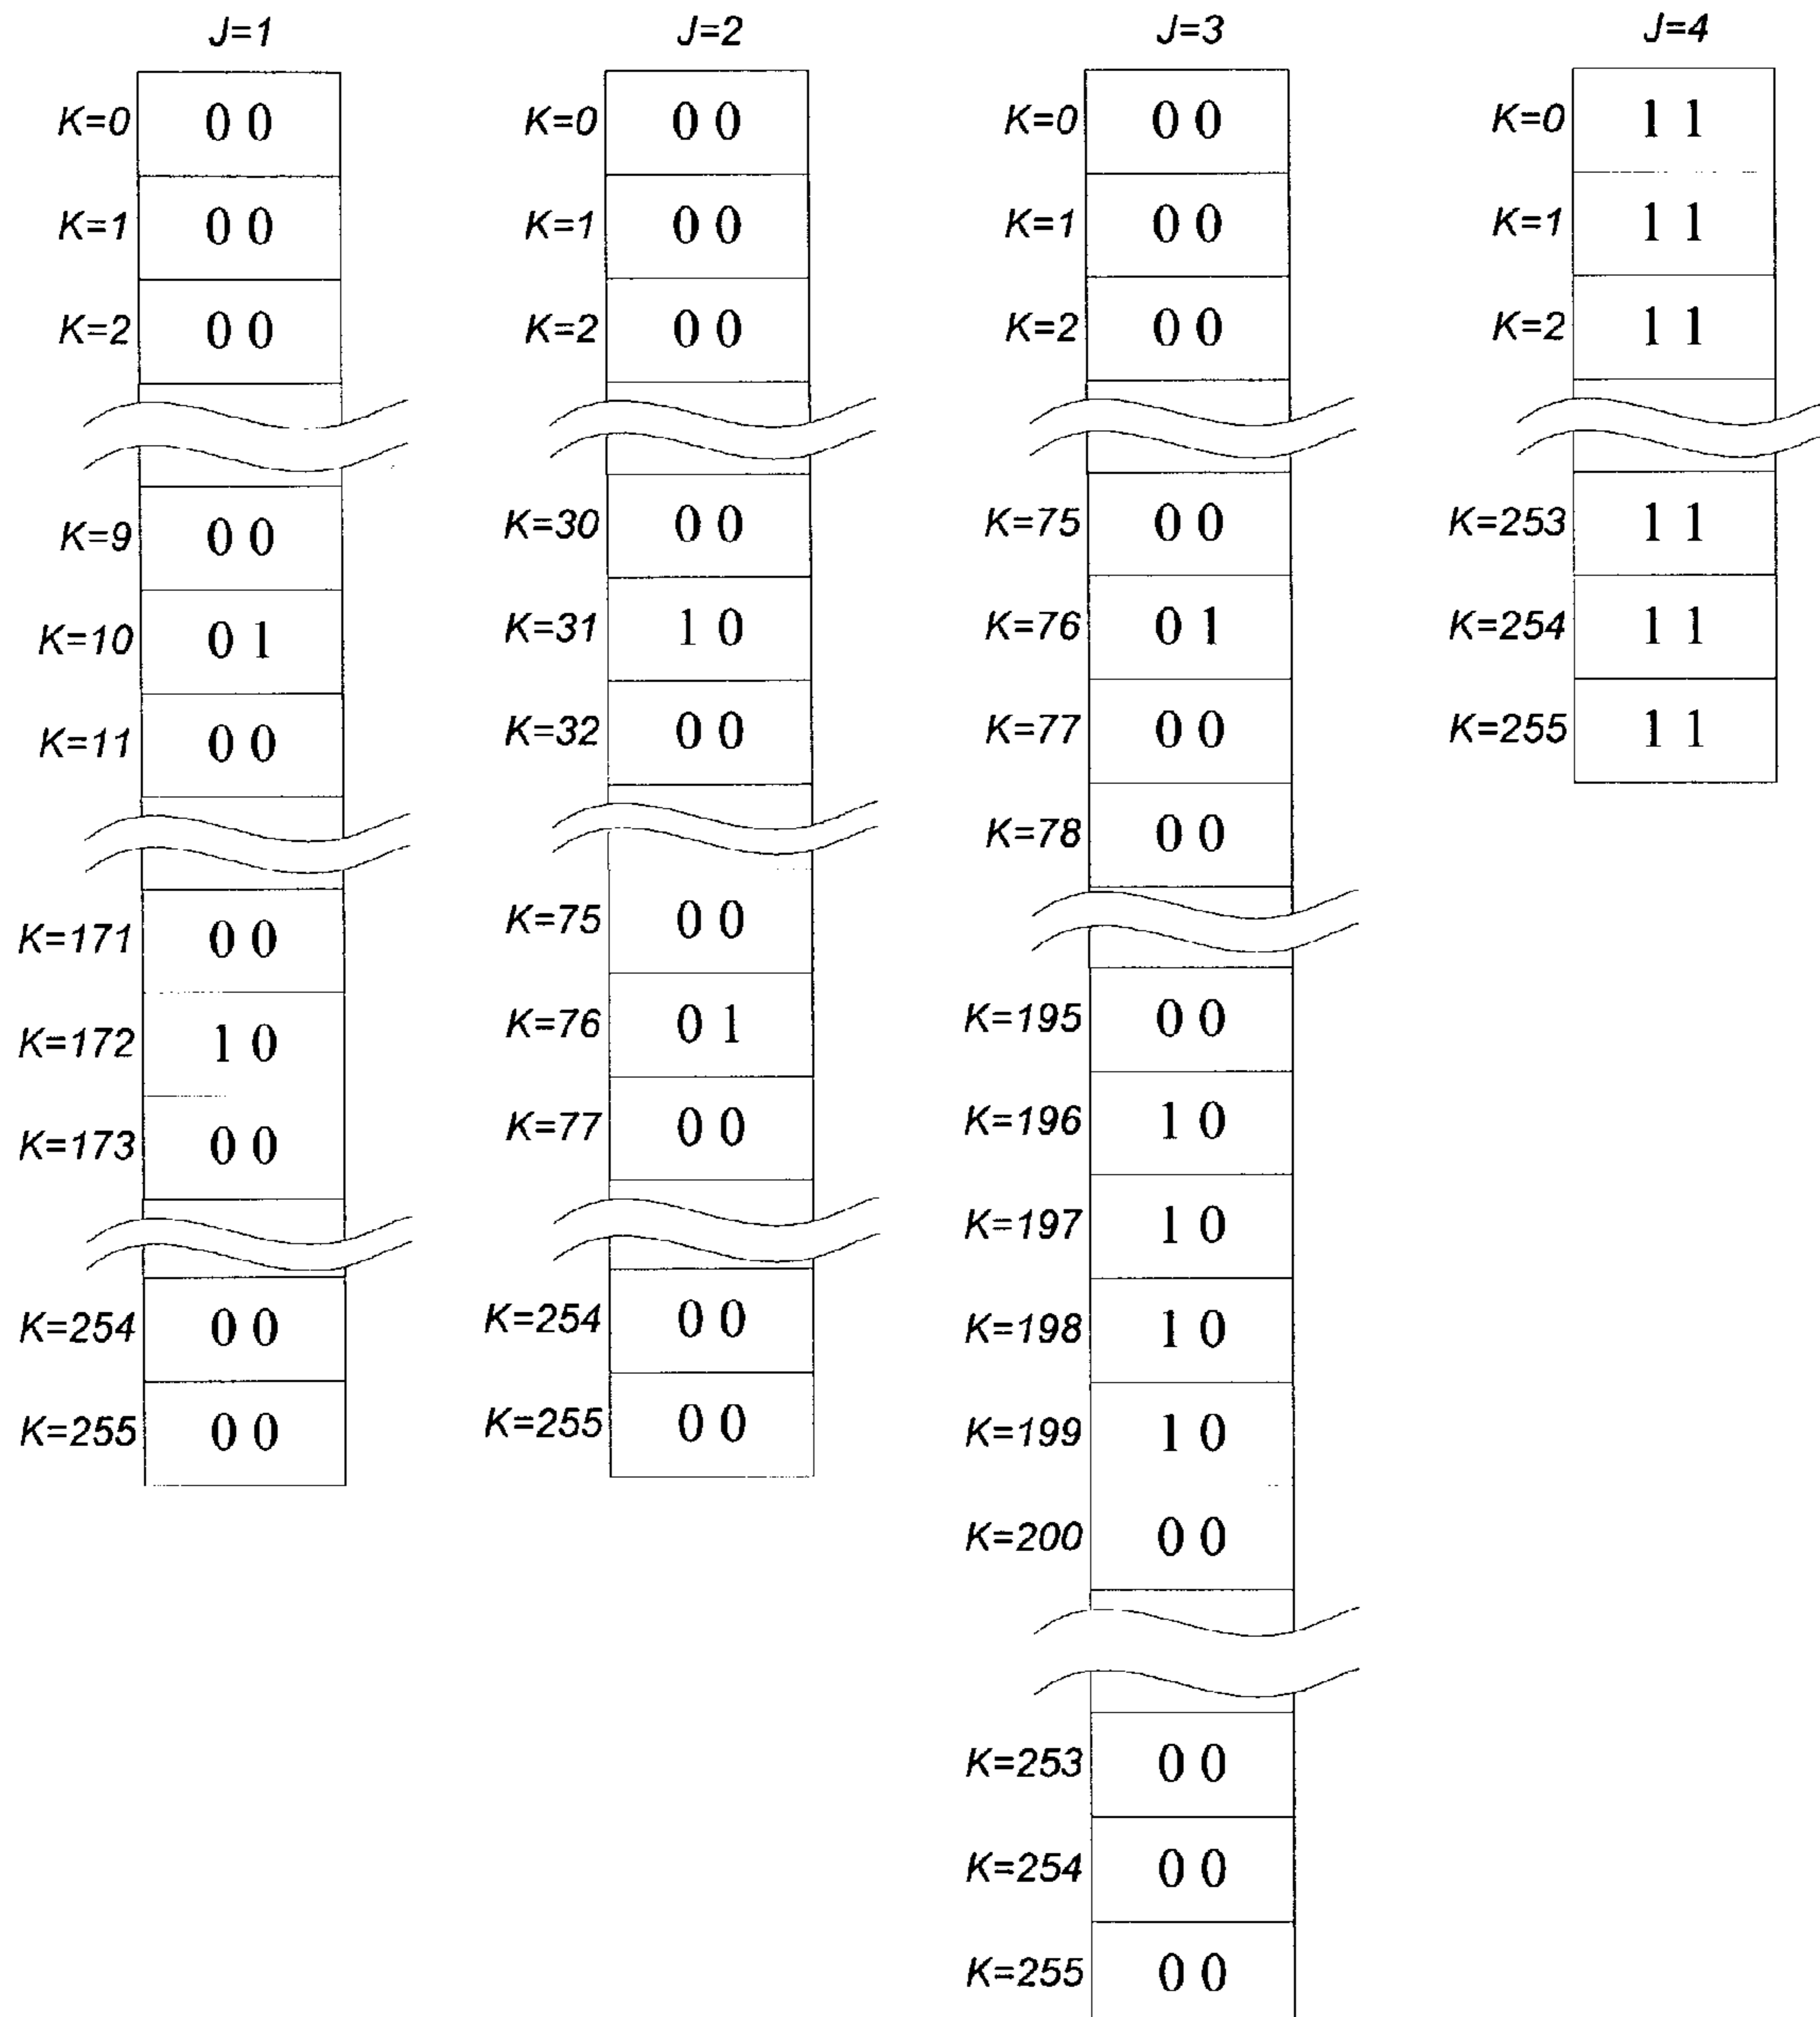 J=1
K=0 0 0
K=1 0 0
K=2 0 0
K=9 0 0
K=10 0 1
K=11 0 0
K=171 0 0
K=172 1 0
K=173 0 0
K=254 0 0
K=255 0 0
J=2
K=0 0 0
K=1 0 0
K=2 0 0
K=30 0 0
K=31 1 0
K=32 0 0
K=75 0 0
K=76 0 1
K=77 0 0
K=254 0 0
K=255 0 0
J=3
K=0 0 0
K=1 0 0
K=2 0 0
K=75 0 0
K=76 0 1
K=77 0 0
K=78 0 0
K=195 0 0
K=196 1 0
K=197 1 0
K=198 1 0
K=199 1 0
K=200 0 0
K=253 0 0
K=254 0 0
K=255 0 0
J=4
K=0 1 1
K=1 1 1
K=2 1 1
K=253 1 1
K=254 1 1
K=255 1 1